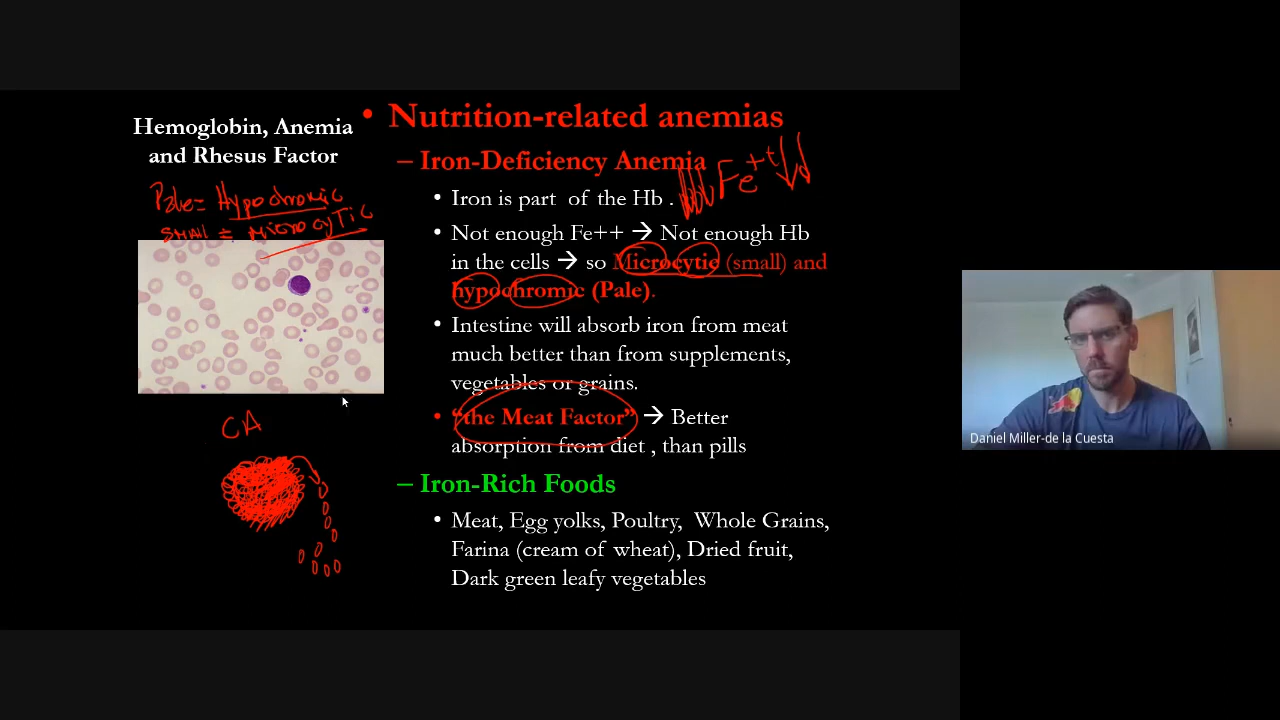 Hemoglobin, Anemia
and Rhesus Factor
Pale = Hypochromic
SMALL = MicrocyTic
CA
• Nutrition-related anemias
– Iron-Deficiency Anemia
Fe++
• Iron is part of the Hb .
• Not enough Fe++ → Not enough Hb
in the cells → so Microcytic (small) and
hypochromic (Pale).
• Intestine will absorb iron from meat
much better than from supplements,
vegetables or grains.
• “the Meat Factor” → Better
absorption from diet , than pills
– Iron-Rich Foods
• Meat, Egg yolks, Poultry, Whole Grains,
Farina (cream of wheat), Dried fruit,
Dark green leafy vegetables
Daniel Miller-de la Cuesta